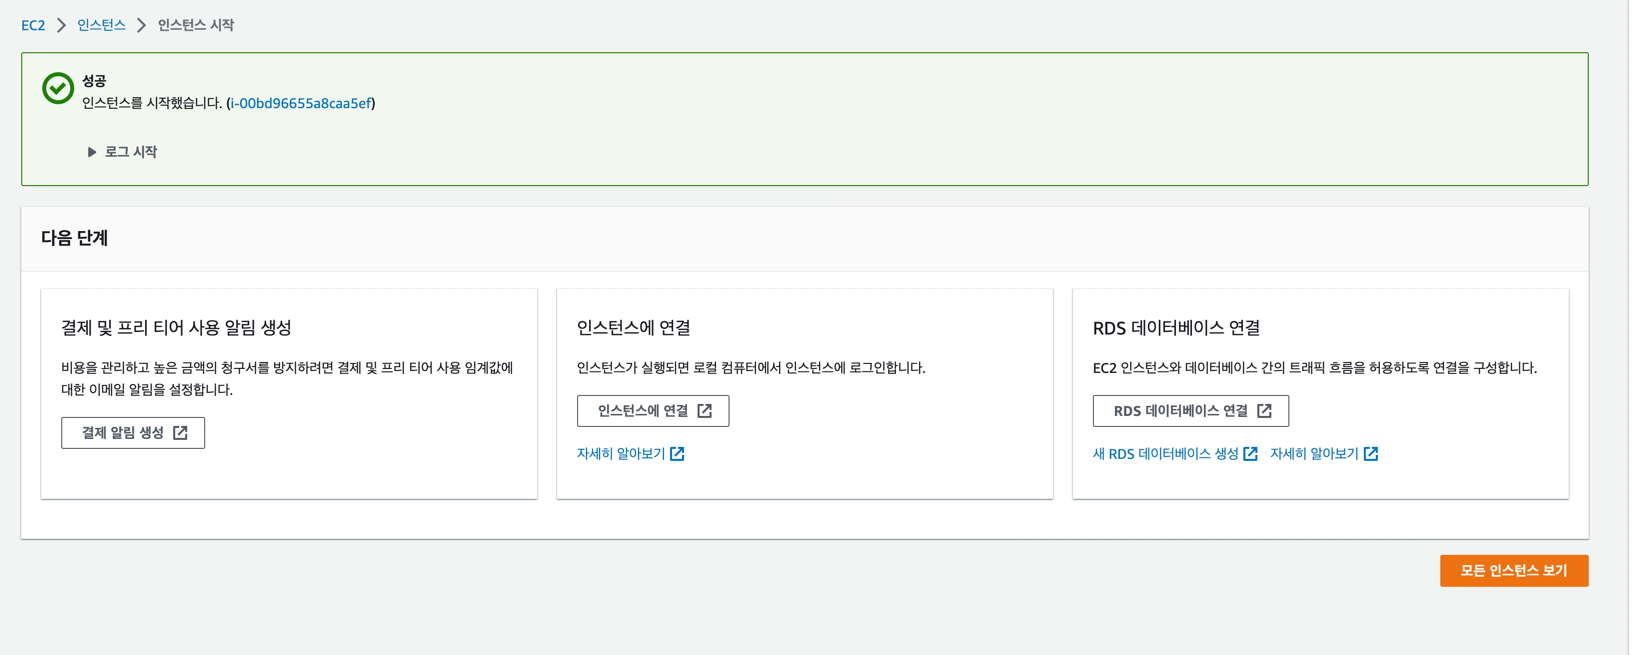 EC2 > 인스턴스 > 인스턴스 시작
성공
인스턴스를 시작했습니다. (i-00bd96655a8caa5ef)
로그 시작
다음 단계
결제 및 프리 티어 사용 알림 생성
비용을 관리하고 높은 금액의 청구서를 방지하려면 결제 및 프리 티어 사용 임계값에
대한 이메일 알림을 설정합니다.
결제 알림 생성
인스턴스에 연결
인스턴스가 실행되면 로컬 컴퓨터에서 인스턴스에 로그인합니다.
인스턴스에 연결
자세히 알아보기
RDS 데이터베이스 연결
EC2 인스턴스와 데이터베이스 간의 트래픽 흐름을 허용하도록 연결을 구성합니다.
RDS 데이터베이스 연결
새 RDS 데이터베이스 생성 자세히 알아보기
모든 인스턴스 보기